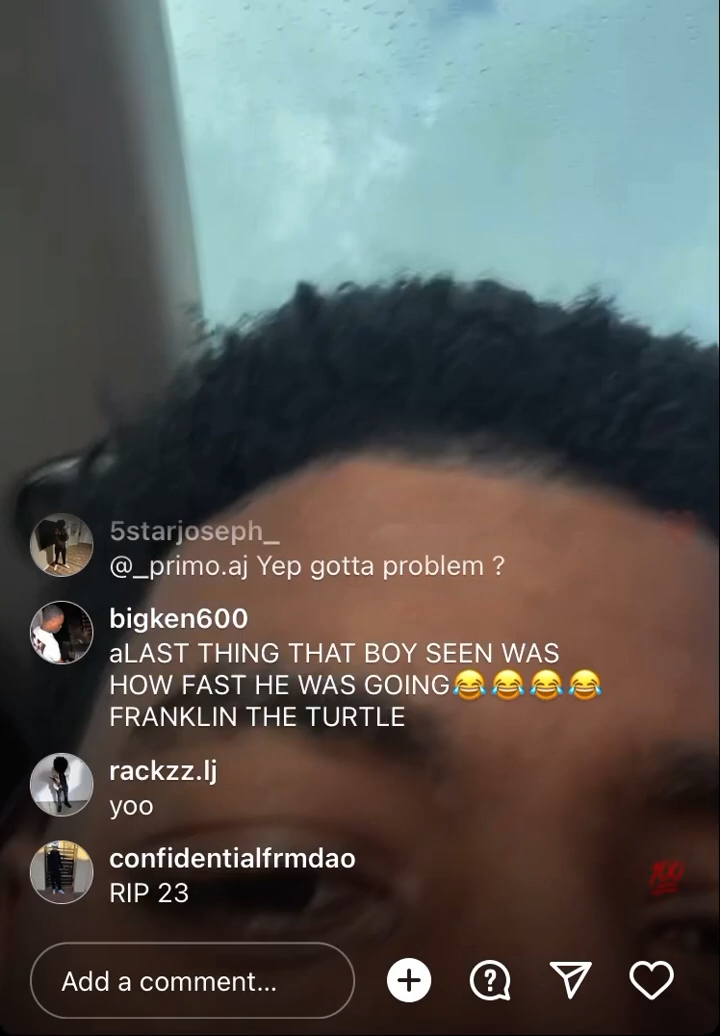 5starjoseph_
@_primo.aj Yep gotta problem ?
bigken600
aLAST THING THAT BOY SEEN WAS
HOW FAST HE WAS GOING😂😂😂😂
FRANKLIN THE TURTLE
rackzz.lj
yoo
confidentialfrmdao
RIP 23
💯
Add a comment...